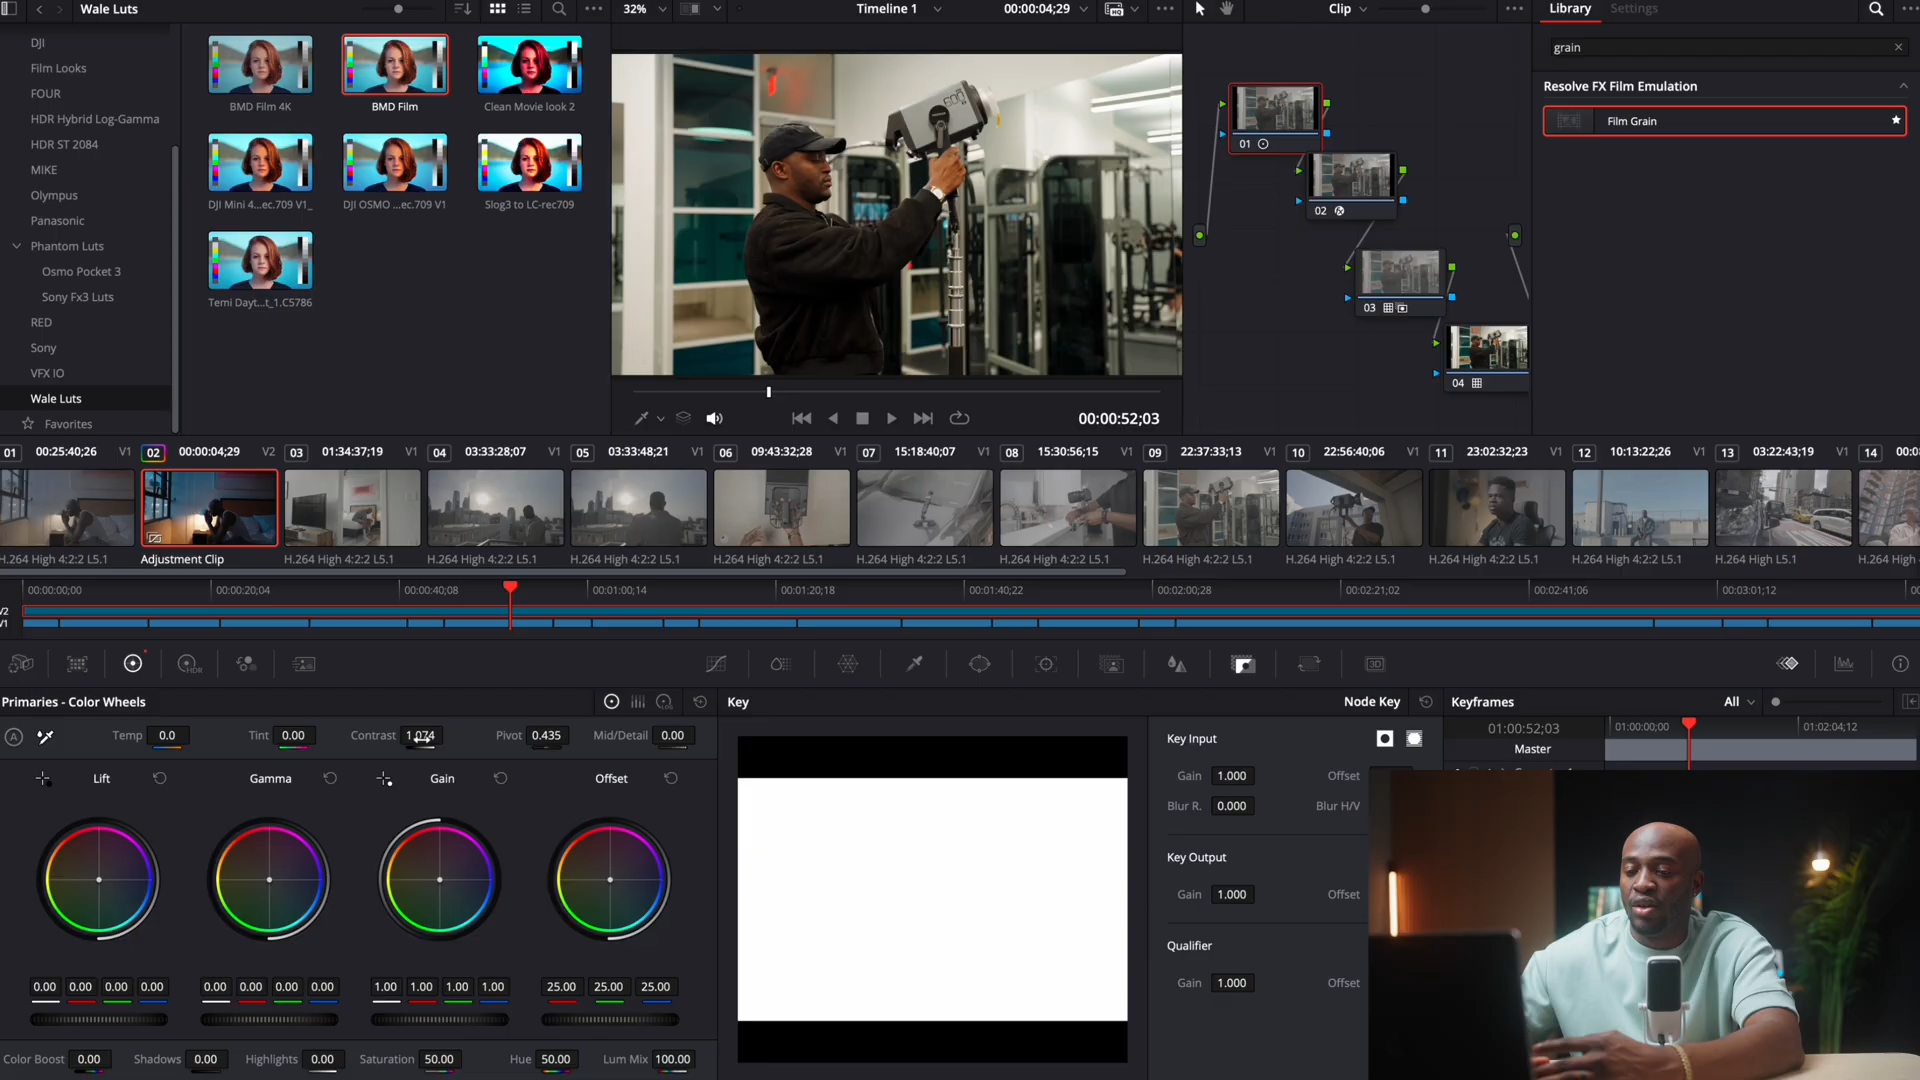 Wale Luts
32%
Timeline 1
00:00:04;29
Clip
Library
Settings
DJI
Film Looks
FOUR
HDR Hybrid Log-Gamma
HDR ST 2084
MIKE
Olympus
Panasonic
Phantom Luts
Osmo Pocket 3
Sony Fx3 Luts
RED
Sony
VFX IO
Wale Luts
Favorites
BMD Film 4K
BMD Film
Clean Movie look 2
DJI Mini 4...ec.709 V1_
DJI OSMO ...ec.709 V1
Slog3 to LC-rec709
Temi Dayt...t_1.C5786
00:00:52;03
01
02
03
04
grain
Resolve FX Film Emulation
Film Grain
01 00:25:40:26 V1
02 00:00:04;29 V2
03 01:34:37;19 V1
04 03:33:28;07 V1
05 03:33:48;21 V1
06 09:43:32;28 V1
07 15:18:40;07 V1
08 15:30:56;15 V1
09 22:37:33;13 V1
10 22:56:40:06 V1
11 23:02:32;23 V1
12 10:13:22;26 V1
13 03:22:43;19 V1
14 00:0
H.264 High 4:2:2 L5.1
Adjustment Clip
H.264 High 4:2:2 L5.1
H.264 High 4:2:2 L5.1
H.264 High 4:2:2 L5.1
H.264 High 4:2:2 L5.1
H.264 High 4:2:2 L5.1
H.264 High 4:2:2 L5.1
H.264 High 4:2:2 L5.1
H.264 High 4:2:2 L5.1
H.264 High 4:2:2 L5.1
H.264 High 4:2:2 L5.1
H.264 High L5.1
H.264 High 4:2:2
00:00:00;00
00:00:20;04
00:00:40;08
00:01:00;14
00:01:20;18
00:01:40;22
00:02:00;28
00:02:21;02
00:02:41;06
00:03:01;12
V2
V1
HDR
3D
Primaries - Color Wheels
LOG
Temp 0.0
Tint 0.00
Contrast 1.074
Pivot 0.435
Mid/Detail 0.00
Lift
Gamma
Gain
Offset
0.00 0.00 0.00 0.00
0.00 0.00 0.00 0.00
1.00 1.00 1.00 1.00
25.00 25.00 25.00
Color Boost 0.00
Shadows 0.00
Highlights 0.00
Saturation 50.00
Hue 50.00
Lum Mix 100.00
Key
Node Key
Key Input
Gain 1.000 Offset
Blur R. 0.000 Blur H/V
Key Output
Gain 1.000 Offset
Qualifier
Gain 1.000 Offset
Keyframes
All
01:00:52;03
01:00:00;00
01:02:04;12
Master